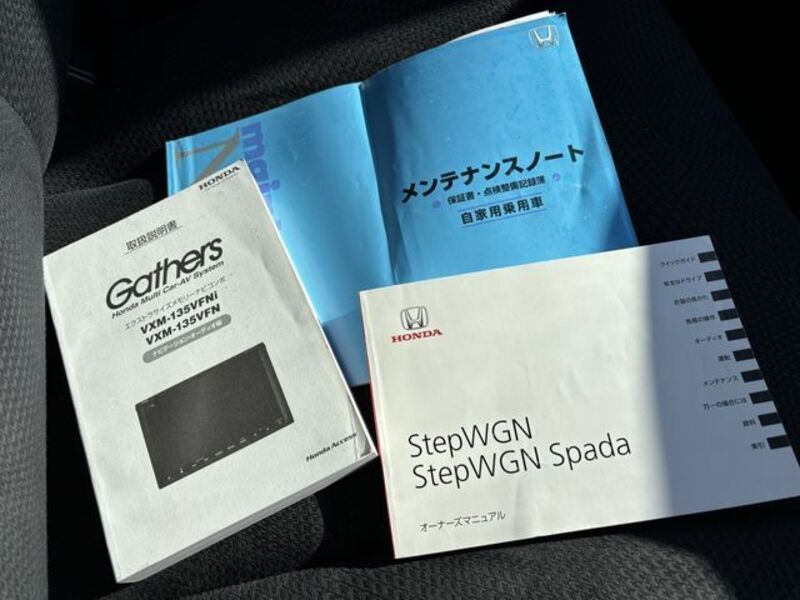 メンテナンスノート
保証書・点検整備記録簿
自家用乗用車
HONDA
取扱説明書
Gathers
Honda Multi Car-AV System
エクストラサイズメモリーナビコンポ
VXM-135VFNi
VXM-135VFN
ナビゲーション・オーディオ編
Honda Access
HONDA
StepWGN
StepWGN Spada
オーナーズマニュアル
クイックガイド
安全なドライブ
計器の見かた
各部の操作
オーディオ
運転
メンテナンス
万一の場合には
資料
索引